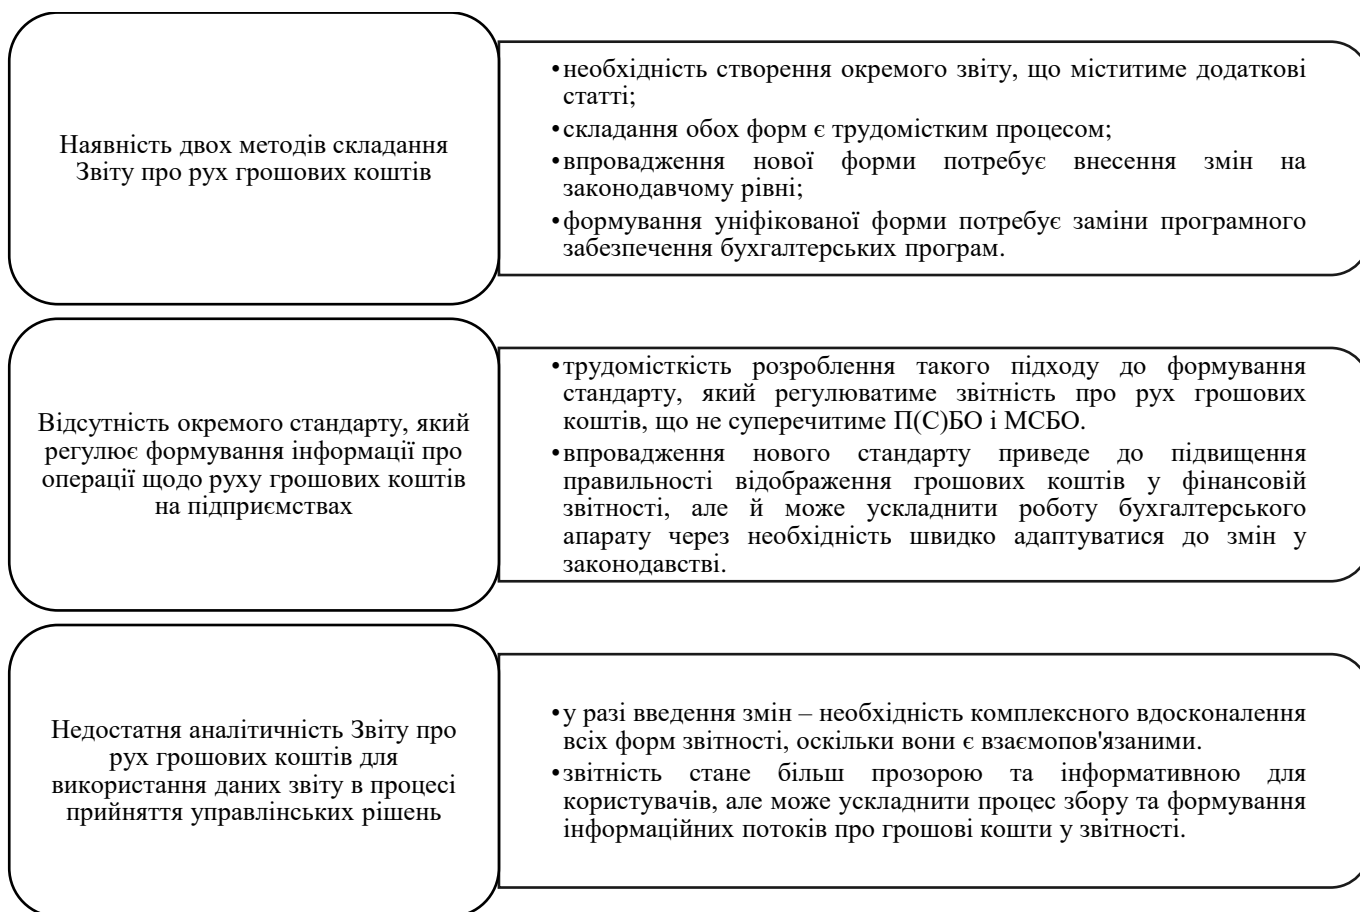 Наявність двох методів складання
Звіту про рух грошових коштів
•необхідність створення окремого звіту, що міститиме додаткові
статті;
•складання обох форм є трудомістким процесом;
•впровадження нової форми потребує внесення змін на
законодавчому рівні;
•формування уніфікованої форми потребує заміни програмного
забезпечення бухгалтерських програм.
Відсутність окремого стандарту, який
регулює формування інформації про
операції щодо руху грошових коштів
на підприємствах
•трудомісткість розроблення такого підходу до формування
стандарту, який регулюватиме звітність про рух грошових
коштів, що не суперечитиме П(С)БО і МСБО.
•впровадження нового стандарту приведе до підвищення
правильності відображення грошових коштів у фінансовій
звітності, але й може ускладнити роботу бухгалтерського
апарату через необхідність швидко адаптуватися до змін у
законодавстві.
Недостатня аналітичність Звіту про
рух грошових коштів для
використання даних звіту в процесі
прийняття управлінських рішень
•у разі введення змін – необхідність комплексного вдосконалення
всіх форм звітності, оскільки вони є взаємопов'язаними.
•звітність стане більш прозорою та інформативною для
користувачів, але може ускладнити процес збору та формування
інформаційних потоків про грошові кошти у звітності.